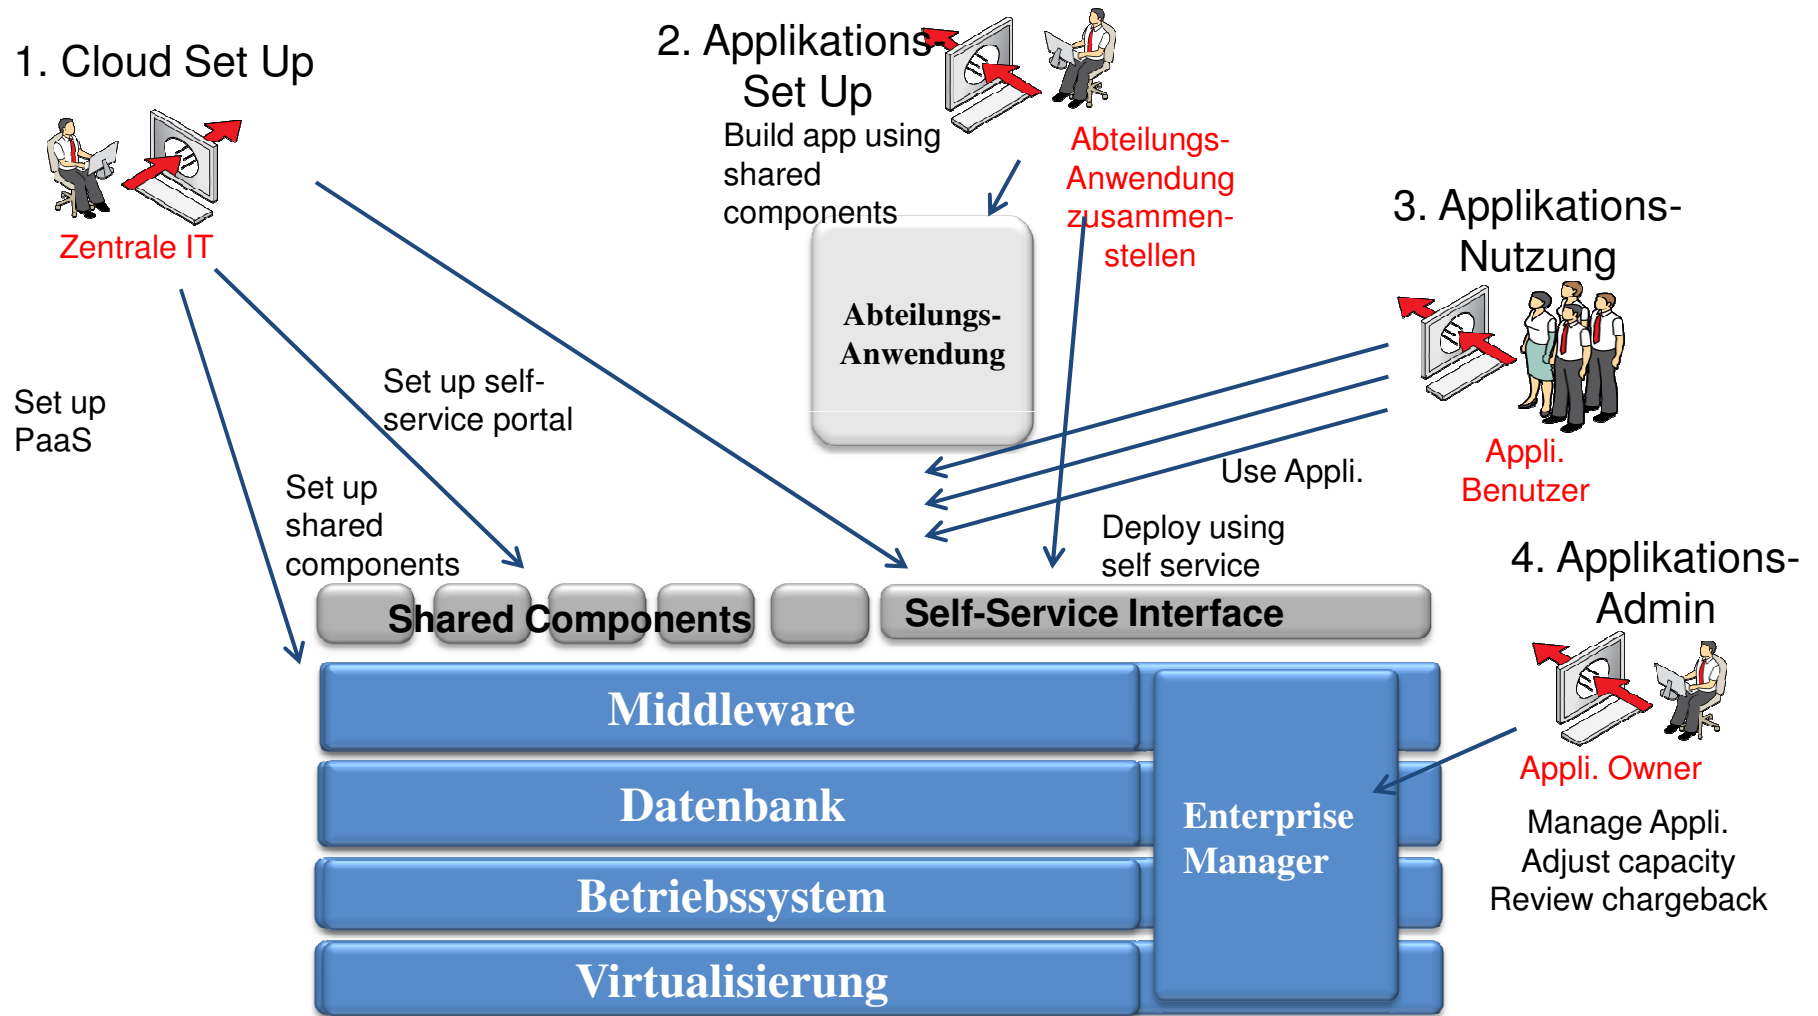 1. Cloud Set Up
Zentrale IT
Set up
PaaS
Set up self-
service portal
Set up
shared
components
2. Applikations-
Set Up
Build app using
shared
components
Abteilungs-
Anwendung
zusammen-
stellen
Abteilungs-
Anwendung
3. Applikations-
Nutzung
Appli.
Benutzer
Use Appli.
Deploy using
self service
4. Applikations-
Admin
Appli. Owner
Manage Appli.
Adjust capacity
Review chargeback
Shared Components
Self-Service Interface
Middleware
Datenbank
Betriebssystem
Virtualisierung
Enterprise
Manager